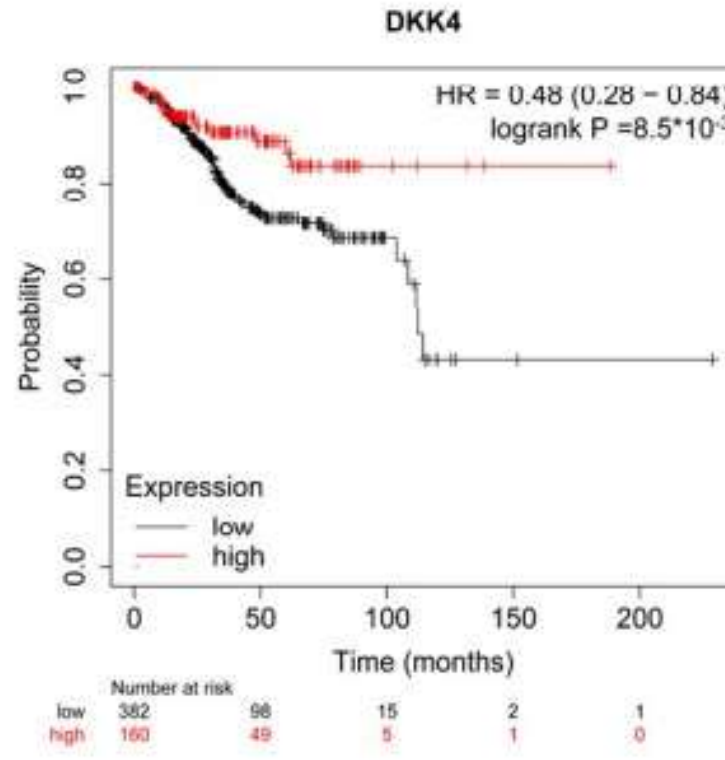 DKK4
HR = 0.48 (0.28 − 0.84)
logrank P =8.5*10⁻³
Probability
1.0
0.8
0.6
0.4
0.2
0.0
Expression
low
high
0 50 100 150 200
Time (months)
Number at risk
low 382 98 15 2 1
high 160 49 5 1 0